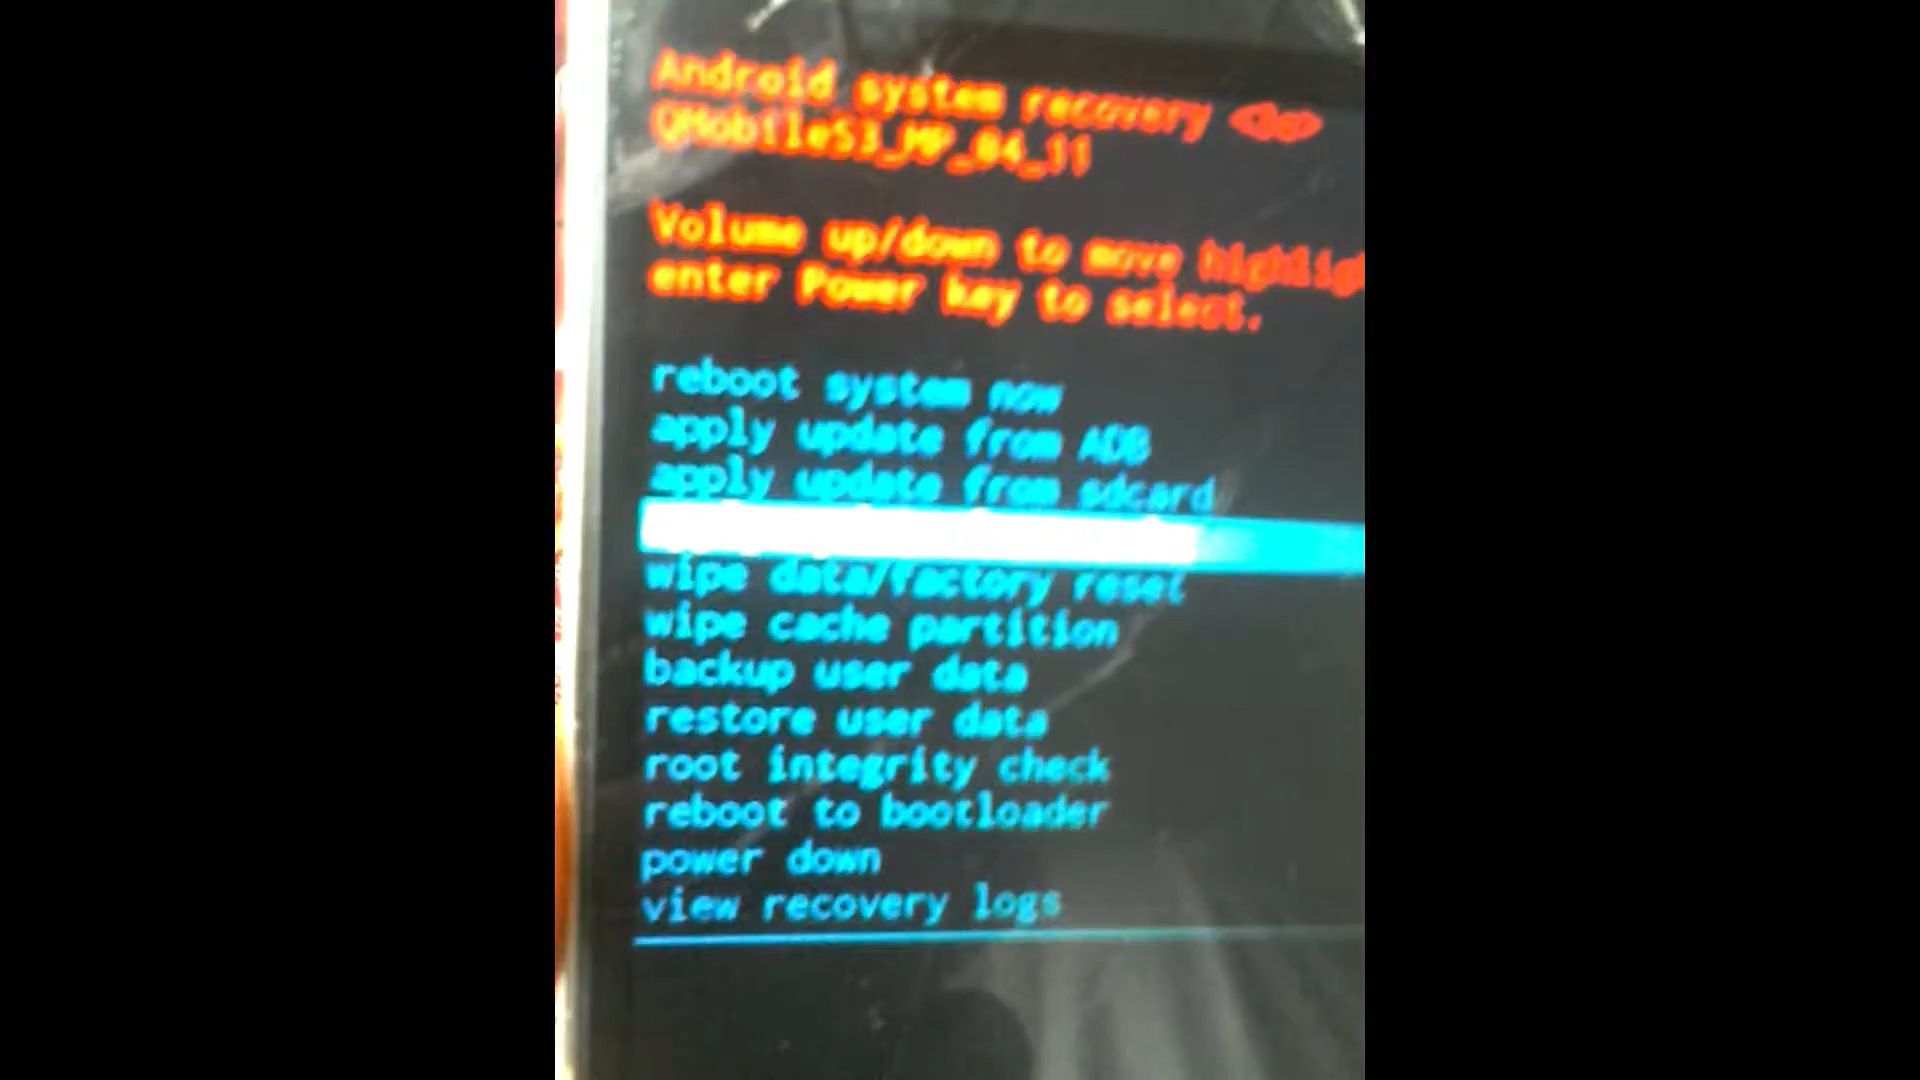 Android system recovery <3e>
QMobileS3_MP_04_11
Volume up/down to move highligh
enter Power key to select.
reboot system now
apply update from ADB
apply update from sdcard
wipe data/factory reset
wipe cache partition
backup user data
restore user data
root integrity check
reboot to bootloader
power down
view recovery logs